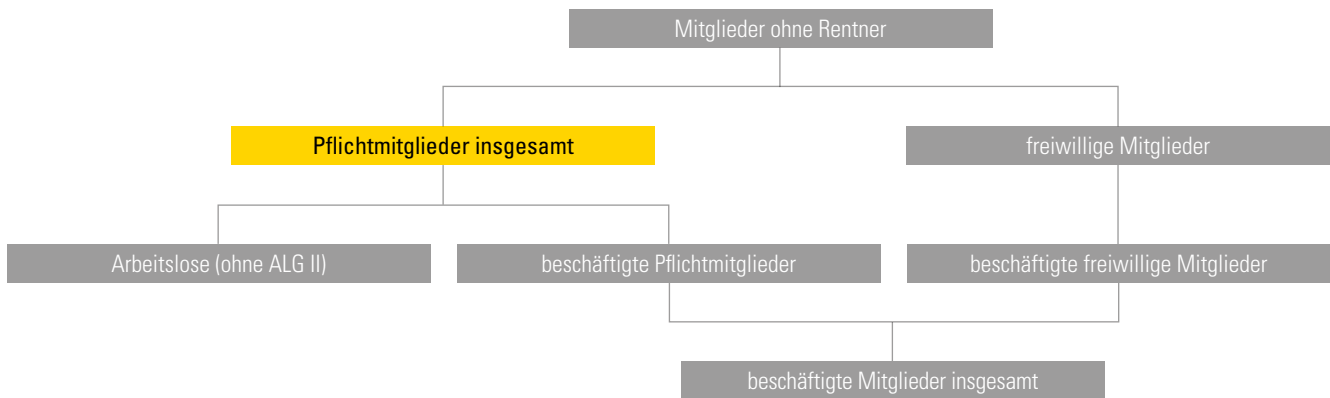 Mitglieder ohne Rentner
Pflichtmitglieder insgesamt
freiwillige Mitglieder
Arbeitslose (ohne ALG II)
beschäftigte Pflichtmitglieder
beschäftigte freiwillige Mitglieder
beschäftigte Mitglieder insgesamt